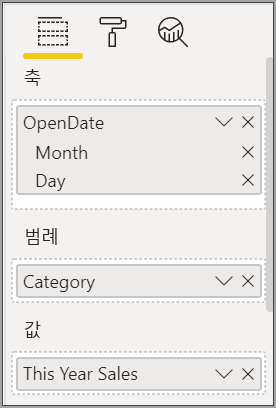 축
OpenDate
Month
Day
범례
Category
값
This Year Sales